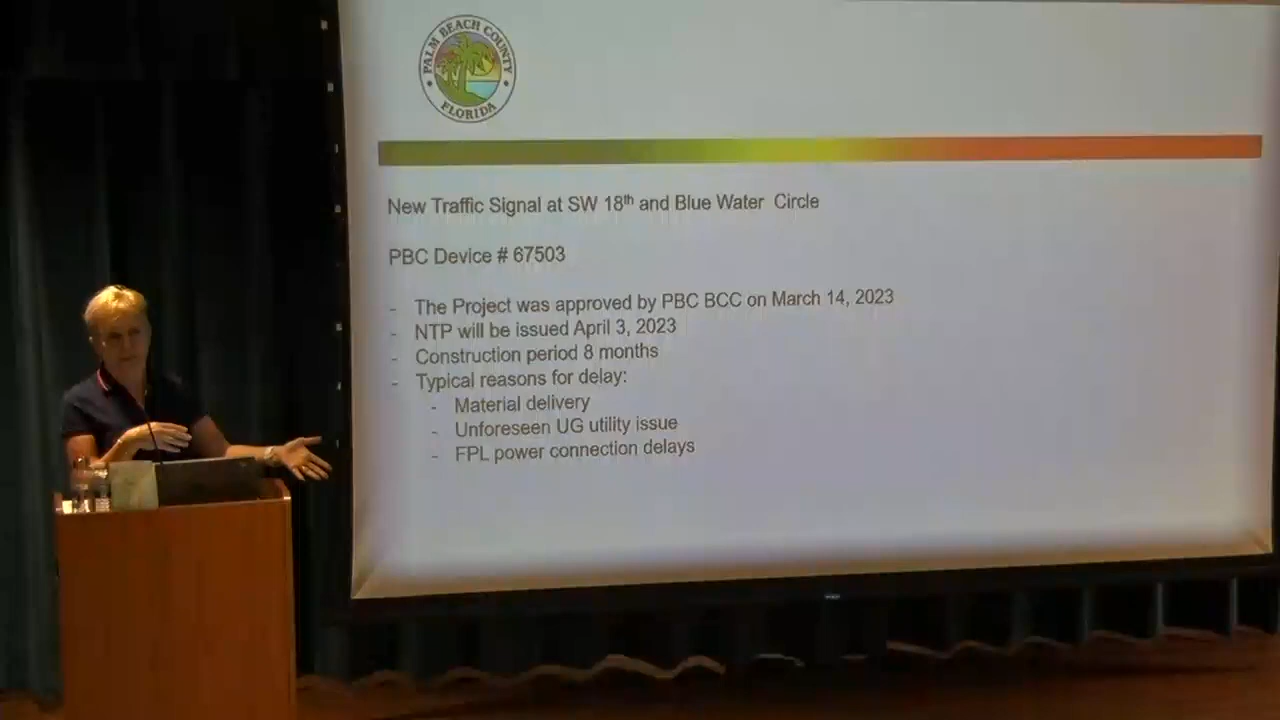 PALM BEACH COUNTY
FLORIDA
New Traffic Signal at SW 18th and Blue Water Circle
PBC Device # 67503
- The Project was approved by PBC BCC on March 14, 2023
- NTP will be issued April 3, 2023
- Construction period 8 months
- Typical reasons for delay:
- Material delivery
- Unforeseen UG utility issue
- FPL power connection delays